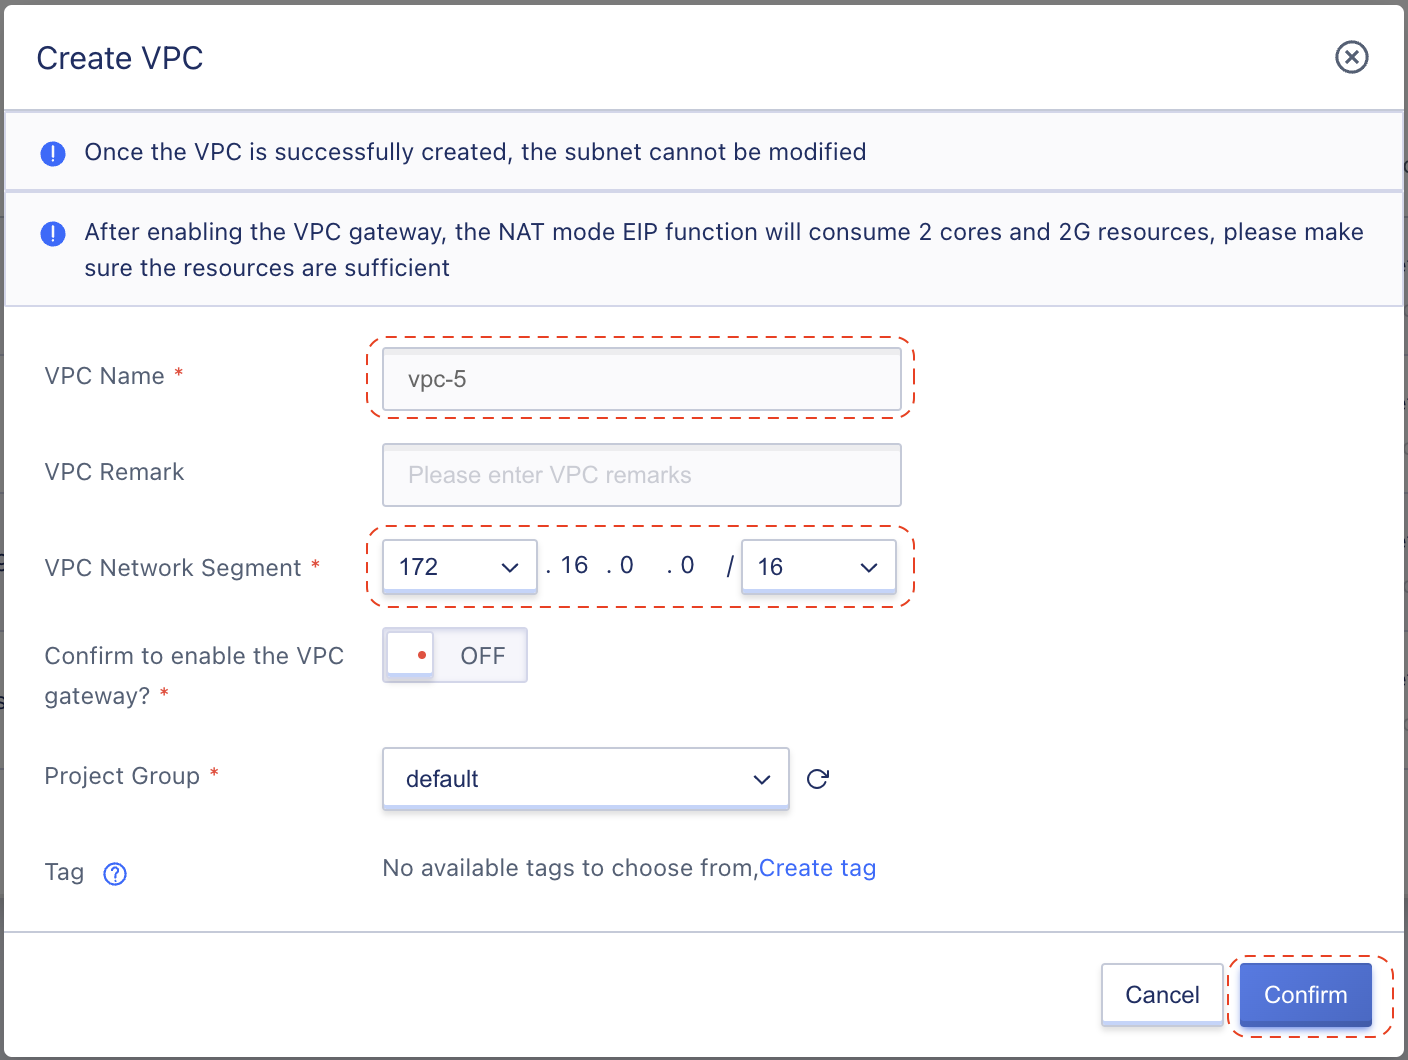 Create VPC
Once the VPC is successfully created, the subnet cannot be modified
After enabling the VPC gateway, the NAT mode EIP function will consume 2 cores and 2G resources, please make
sure the resources are sufficient
VPC Name *
vpc-5
VPC Remark
Please enter VPC remarks
VPC Network Segment *
172 . 16 . 0 . 0 / 16
Confirm to enable the VPC
gateway? *
OFF
Project Group *
default
Tag
No available tags to choose from,Create tag
Cancel
Confirm